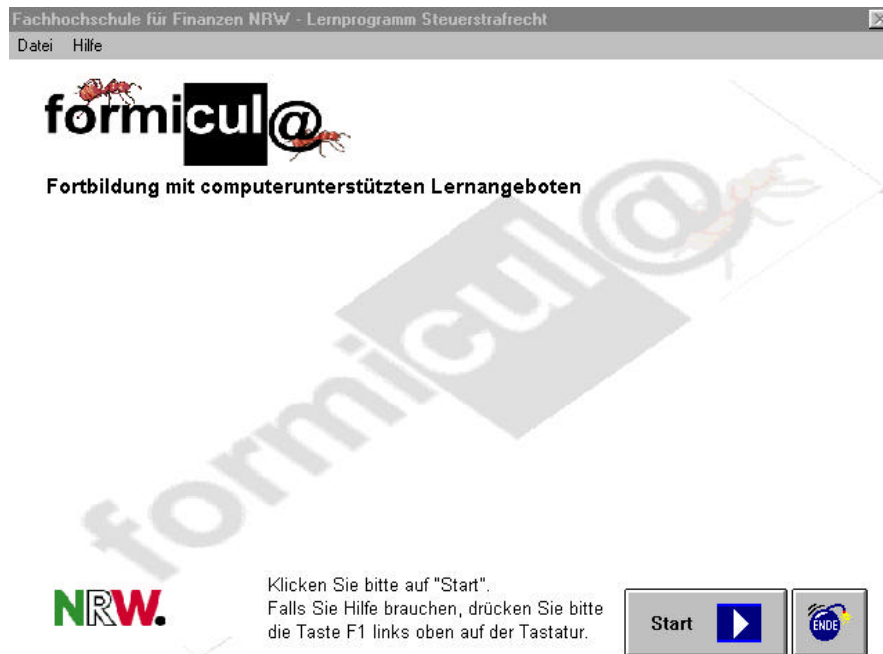 Fachhochschule für Finanzen NRW - Lernprogramm Steuerstrafrecht
Datei Hilfe
formicul@
Fortbildung mit computerunterstützten Lernangeboten
formicul@
NRW.
Klicken Sie bitte auf "Start".
Falls Sie Hilfe brauchen, drücken Sie bitte
die Taste F1 links oben auf der Tastatur.
Start
ENDE